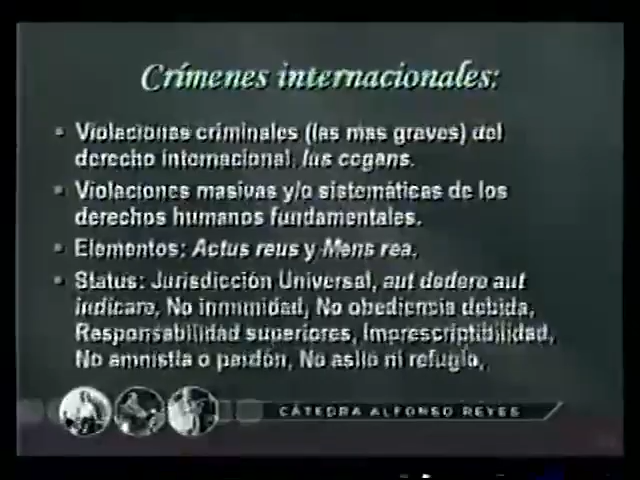 Crímenes internacionales:
Violaciones criminales (las mas graves) del
derecho internacional, Ius cogens.
Violaciones masivas y/o sistemáticas de los
derechos humanos fundamentales.
Elementos: Actus reus y Mens rea.
Status: Jurisdicción Universal, aut dedere aut
iudicare, No inmunidad, No obediencia debida,
Responsabilidad superiores, Imprescriptibilidad,
No amnistía o perdón, No asilo ni refugio,
CÁTEDRA ALFONSO REYES